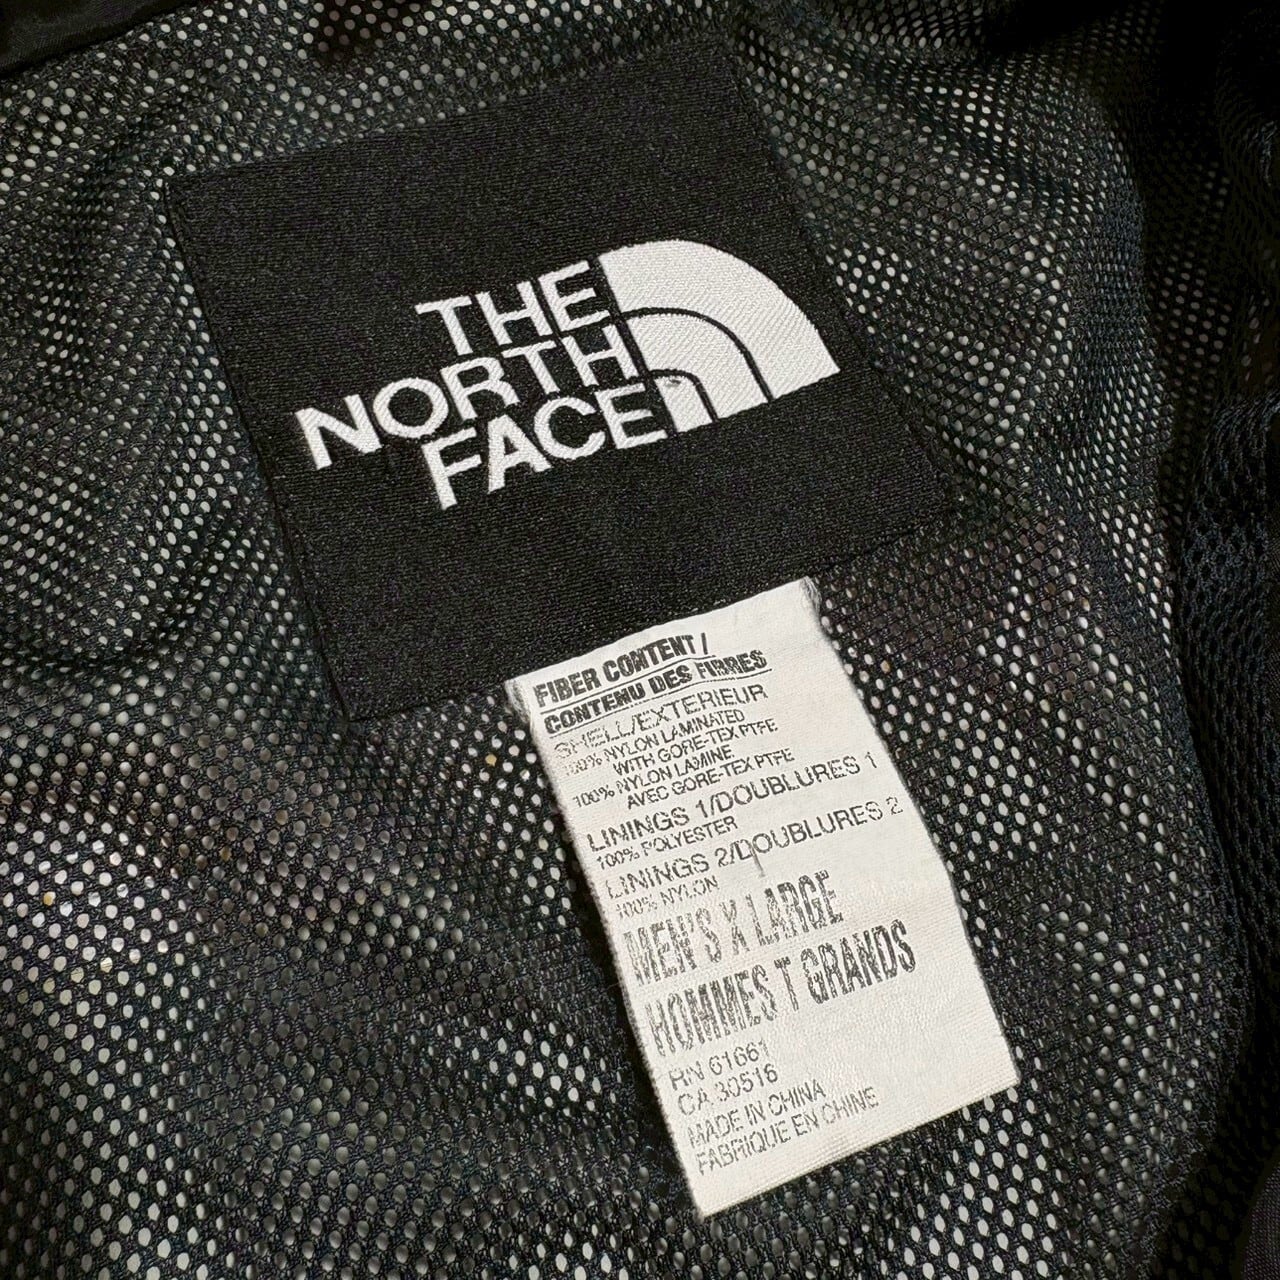 THE
NORTH
FACE
FIBER CONTENT /
CONTENU DES FIBRES
SHELL/EXTERIEUR
100% NYLON LAMINATED
WITH GORE-TEX PTFE
100% NYLON LAMINE
AVEC GORE-TEX PTFE
LININGS 1/DOUBLURES 1
100% POLYESTER
LININGS 2/DOUBLURES 2
100% NYLON
MEN'S X LARGE
HOMMES T GRANDS
RN 61661
CA 30516
MADE IN CHINA
FABRIQUE EN CHINE